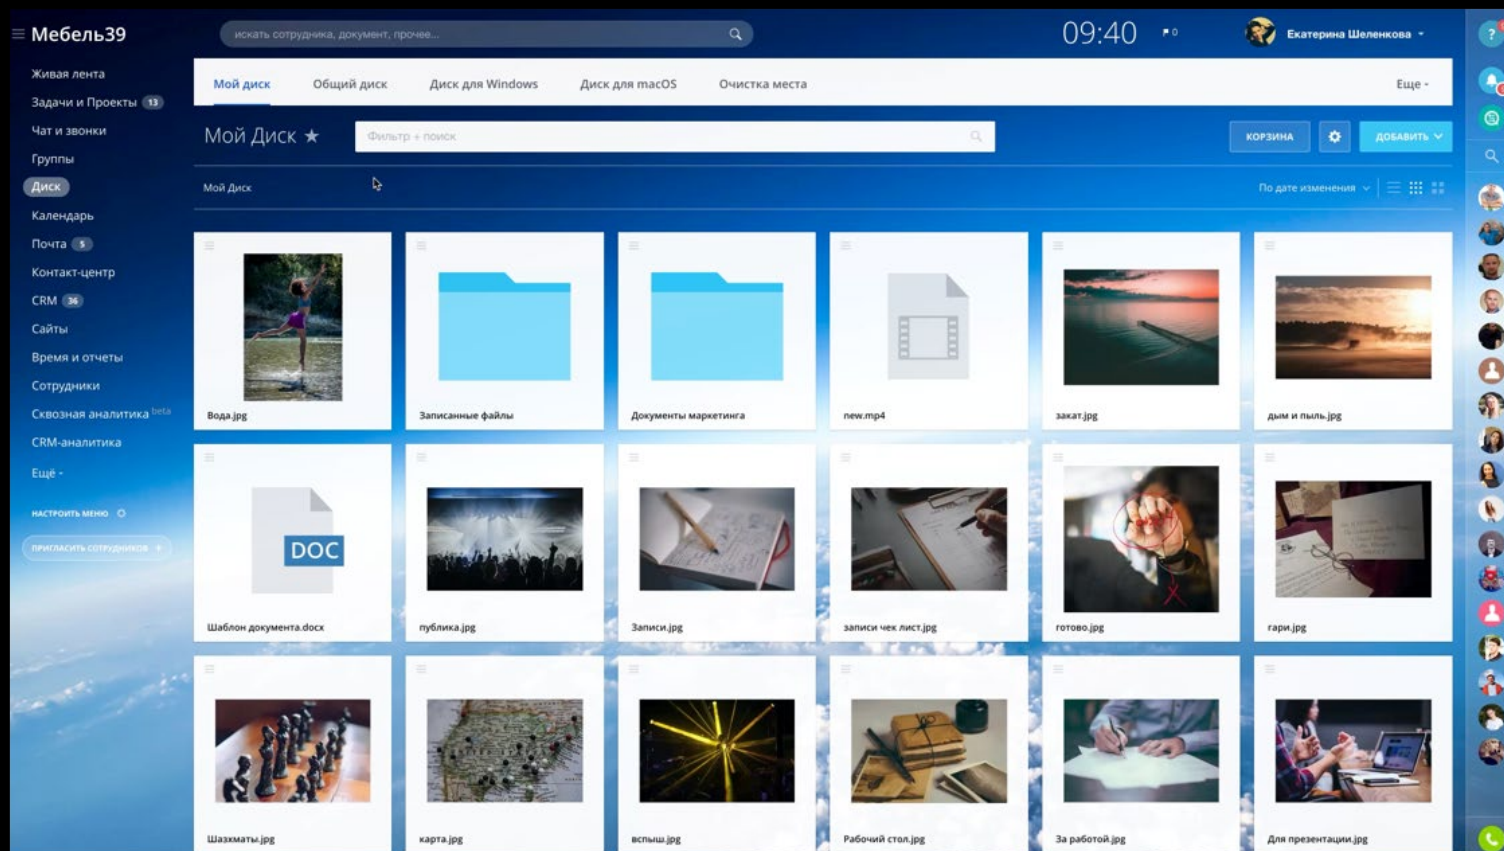 Мебель39
искать сотрудника, документ, прочее...
09:40
0
Екатерина Шеленкова
?
Живая лента
Задачи и Проекты 13
Чат и звонки
Группы
Диск
Календарь
Почта 5
Контакт-центр
CRM 36
Сайты
Время и отчеты
Сотрудники
Сквозная аналитика beta
CRM-аналитика
Ещё -
НАСТРОИТЬ МЕНЮ
ПРИГЛАСИТЬ СОТРУДНИКОВ +
Мой диск Общий диск Диск для Windows Диск для macOS Очистка места Еще -
Мой Диск
Фильтр + поиск
КОРЗИНА
ДОБАВИТЬ
Мой Диск
По дате изменения
Вода.jpg
Записанные файлы
Документы маркетинга
new.mp4
закат.jpg
дым и пыль.jpg
DOC
Шаблон документа.docx
публика.jpg
Записи.jpg
записи чек лист.jpg
готово.jpg
гари.jpg
Шазхматы.jpg
карта.jpg
вспыш.jpg
Рабочий стол.jpg
За работой.jpg
Для презентации.jpg